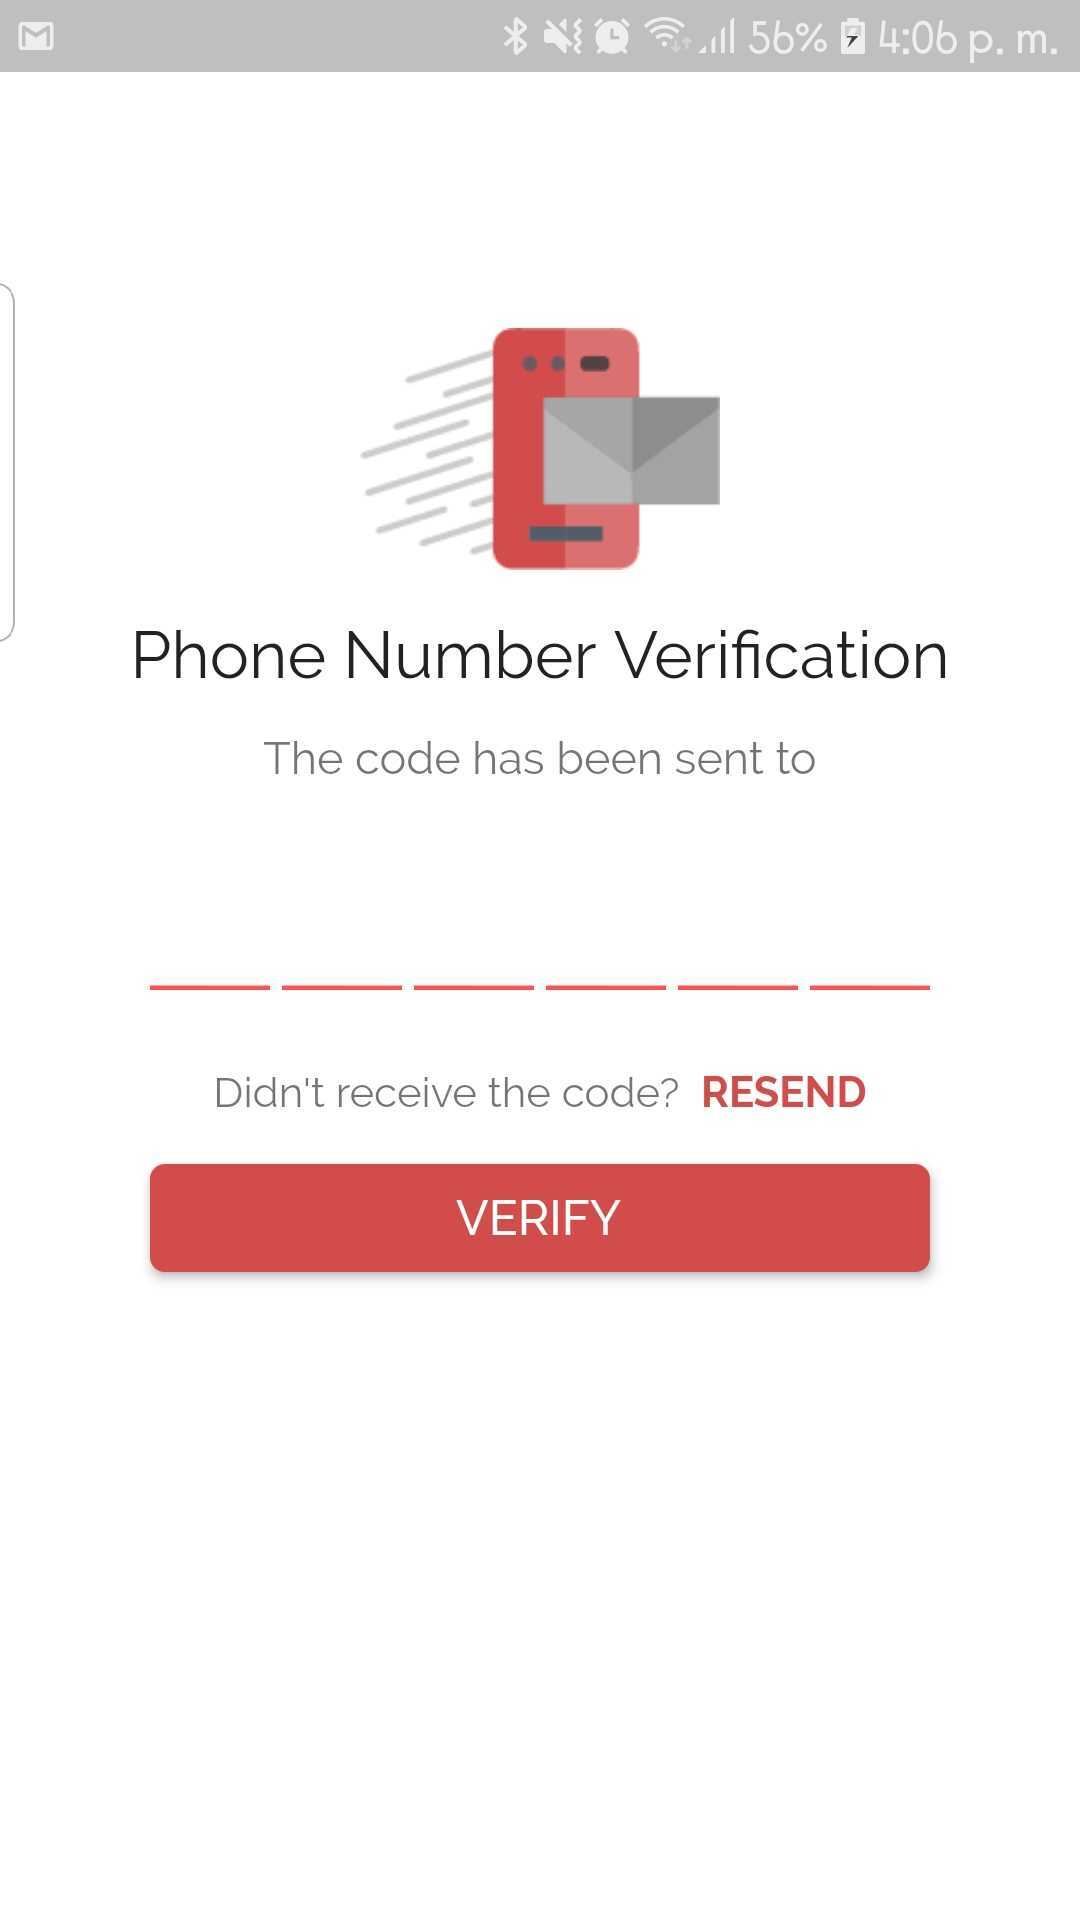 56% 4:06 p. m.
Phone Number Verification
The code has been sent to
Didn't receive the code? RESEND
VERIFY